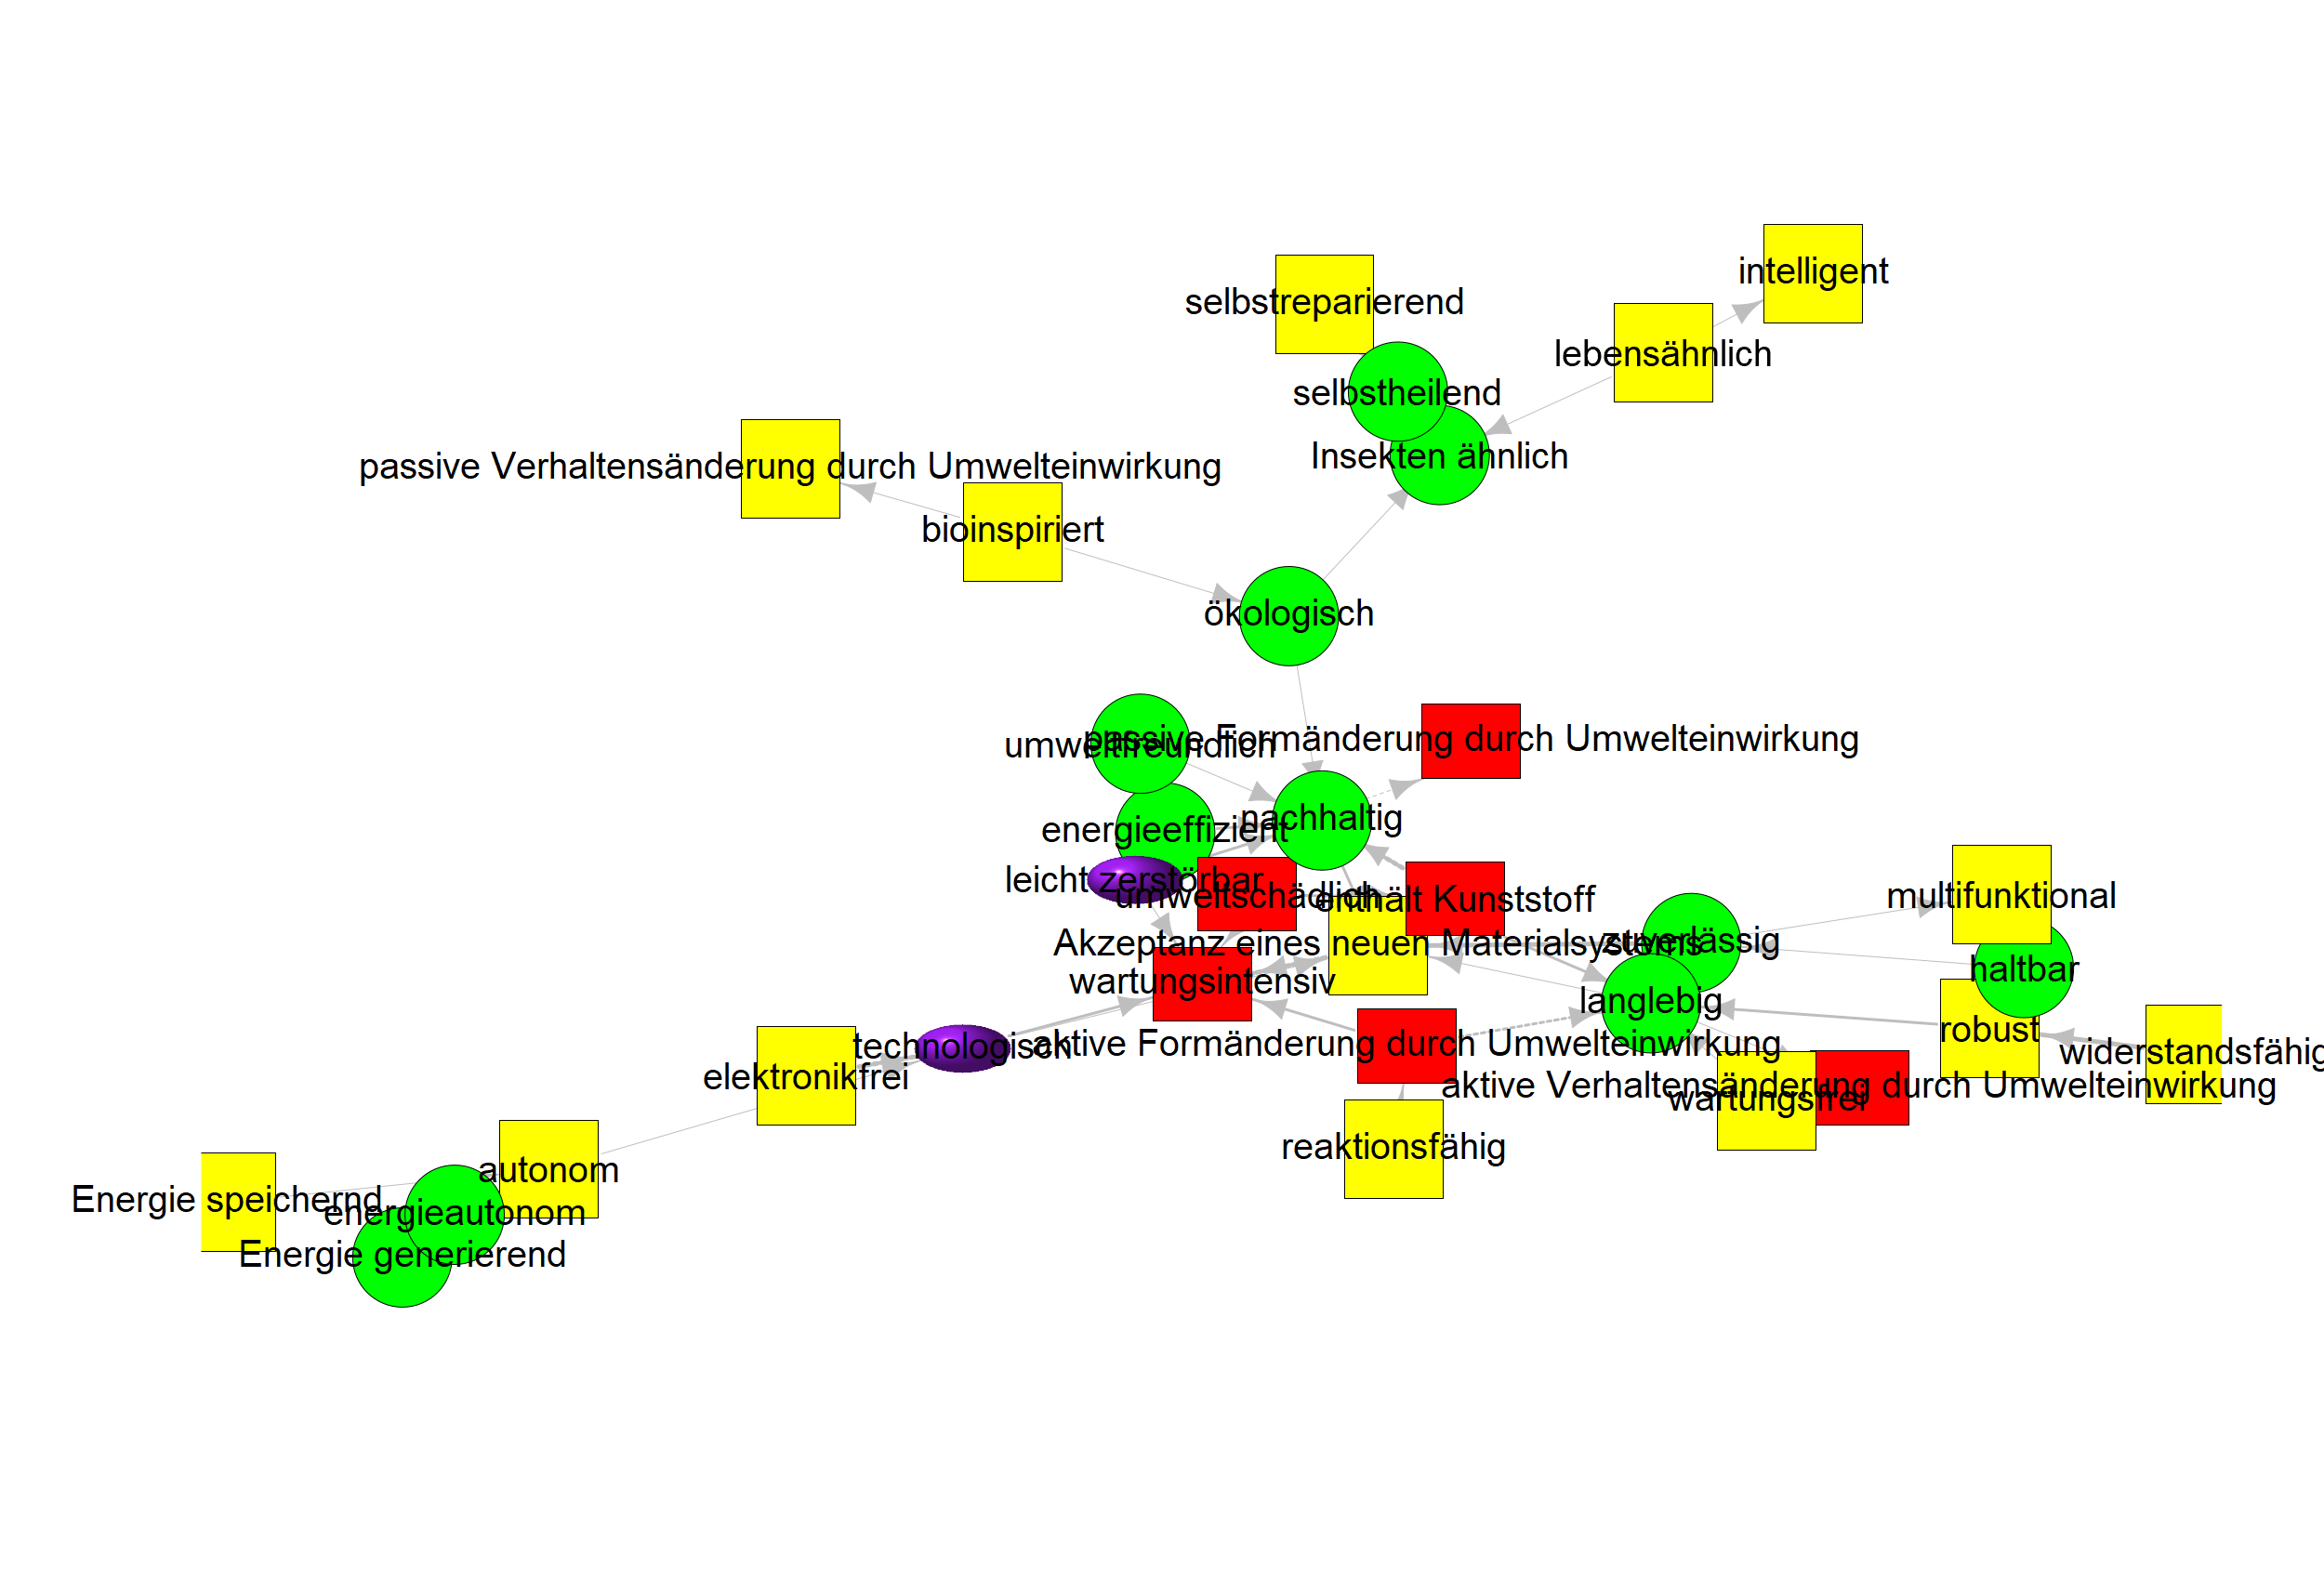 intelligent
selbstreparierend
lebensähnlich
selbstheilend
Insekten ähnlich
passive Verhaltensänderung durch Umwelteinwirkung
bioinspiriert
ökologisch
passive Formänderung durch Umwelteinwirkung
umweltfreundlich
nachhaltig
energieeffizient
leicht zerstörbar
umweltschädlich
enthält Kunststoff
multifunktional
Akzeptanz eines neuen Materialsystems
zuverlässig
haltbar
wartungsintensiv
langlebig
robust
technologisch
aktive Formänderung durch Umwelteinwirkung
widerstandsfähig
elektronikfrei
aktive Verhaltensänderung durch Umwelteinwirkung
wartungsfrei
reaktionsfähig
autonom
Energie speichernd
energieautonom
Energie generierend